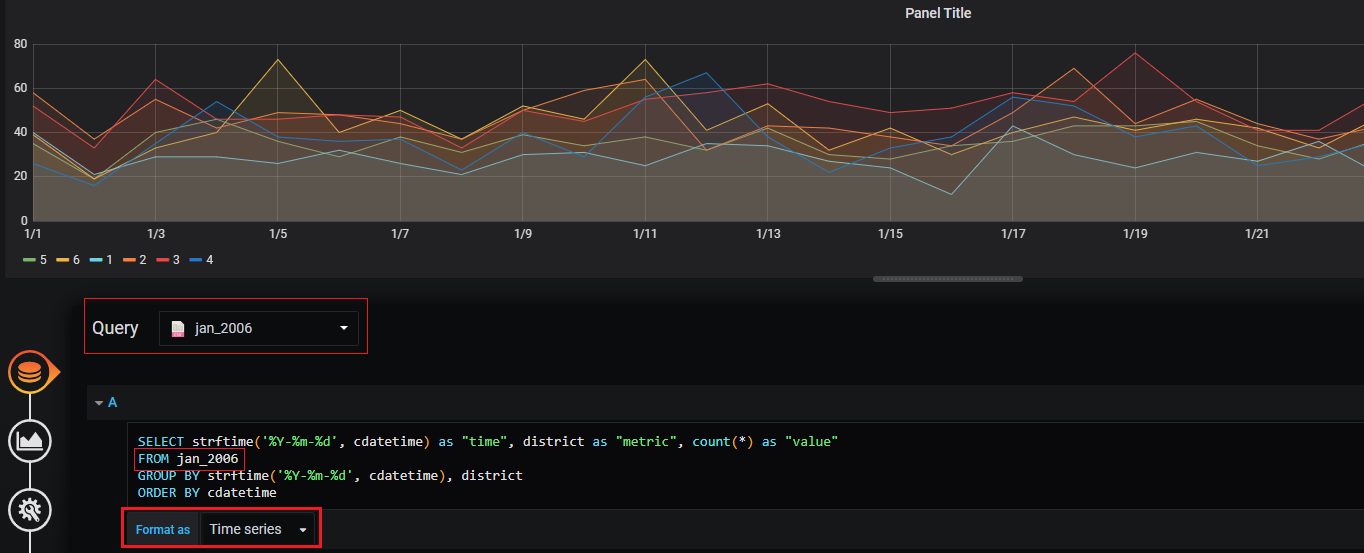 Panel Title
80
60
40
20
0
1/1 1/3 1/5 1/7 1/9 1/11 1/13 1/15 1/17 1/19 1/21
5 6 1 2 3 4
Query jan_2006
A
SELECT strftime('%Y-%m-%d', cdatetime) as "time", district as "metric", count(*) as "value"
FROM jan_2006
GROUP BY strftime('%Y-%m-%d', cdatetime), district
ORDER BY cdatetime
Format as Time series